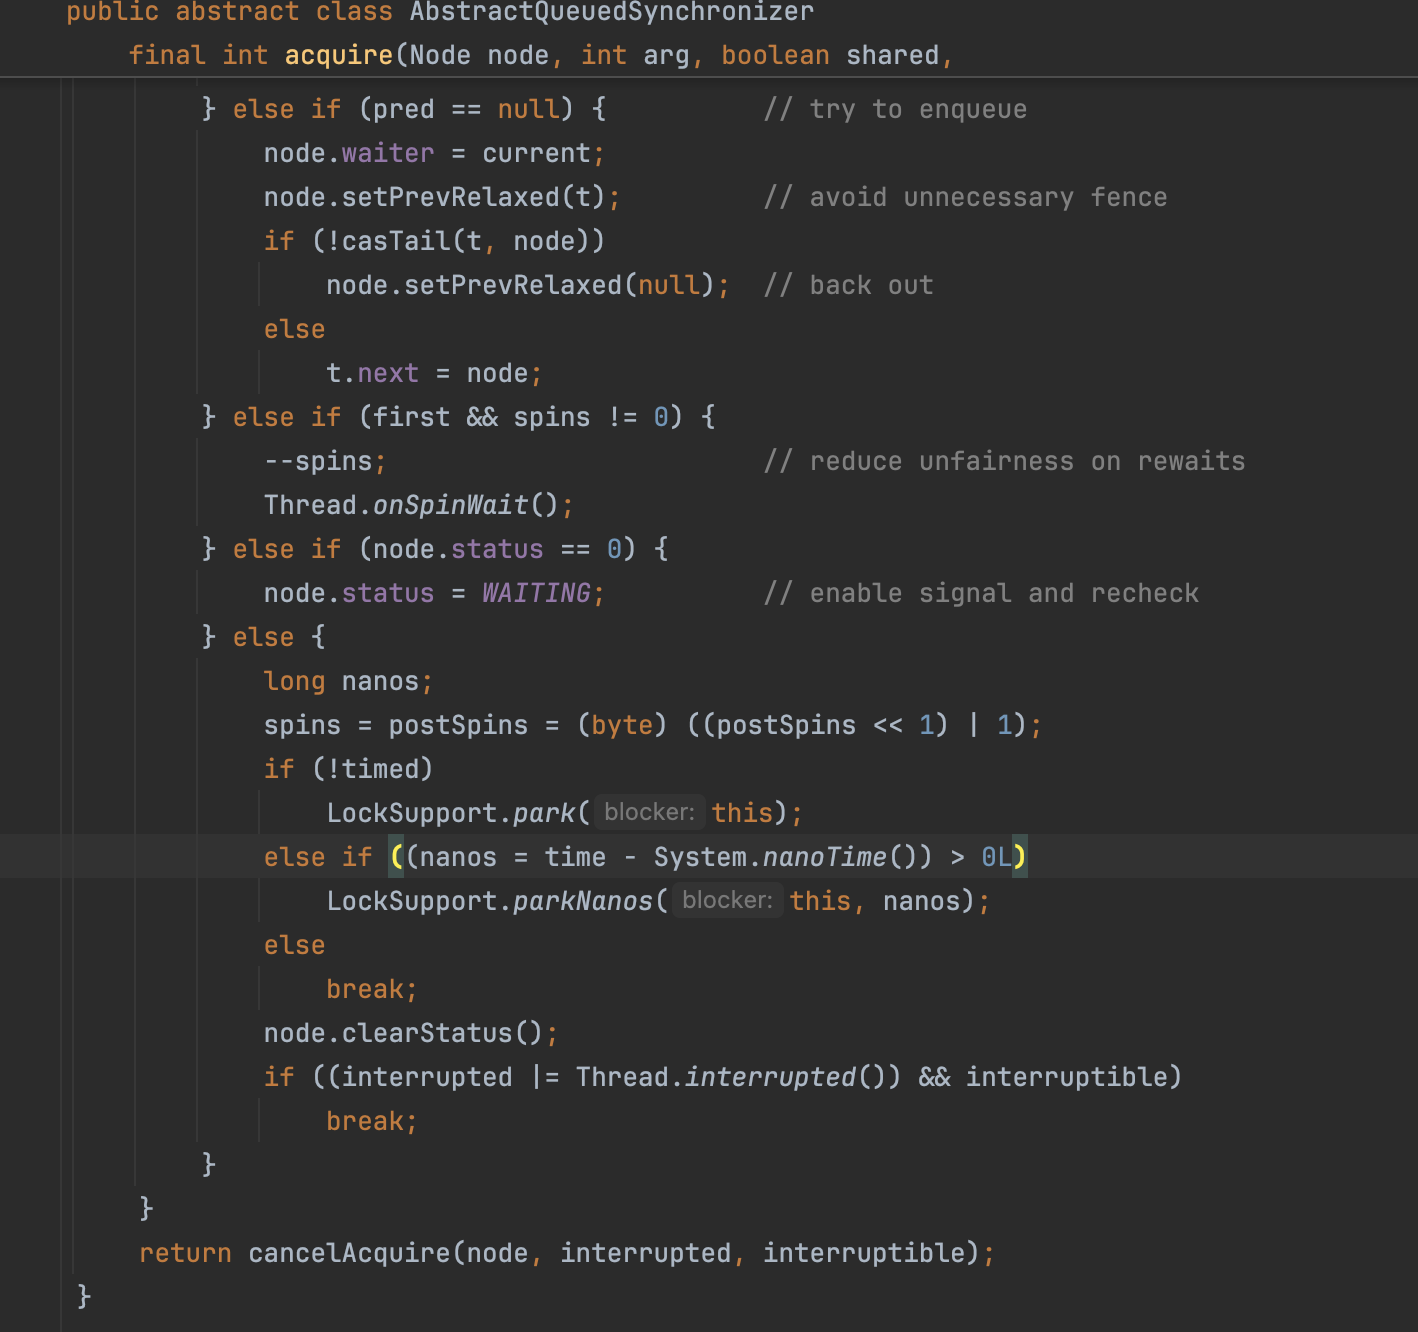 public abstract class AbstractQueuedSynchronizer
final int acquire(Node node, int arg, boolean shared,
} else if (pred == null) { // try to enqueue
node.waiter = current;
node.setPrevRelaxed(t); // avoid unnecessary fence
if (!casTail(t, node))
node.setPrevRelaxed(null); // back out
else
t.next = node;
} else if (first && spins != 0) {
--spins; // reduce unfairness on rewaits
Thread.onSpinWait();
} else if (node.status == 0) {
node.status = WAITING; // enable signal and recheck
} else {
long nanos;
spins = postSpins = (byte) ((postSpins << 1) | 1);
if (!timed)
LockSupport.park( blocker: this);
else if ((nanos = time - System.nanoTime()) > 0L)
LockSupport.parkNanos( blocker: this, nanos);
else
break;
node.clearStatus();
if ((interrupted |= Thread.interrupted()) && interruptible)
break;
}
}
return cancelAcquire(node, interrupted, interruptible);
}